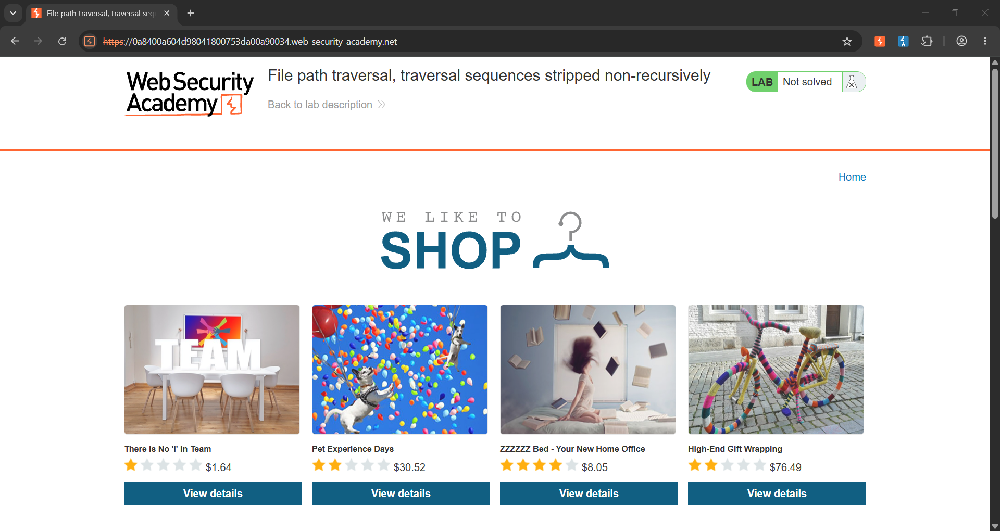 File path traversal, traversal seq
https://0a8400a604d98041800753da00a90034.web-security-academy.net
Web Security
Academy
File path traversal, traversal sequences stripped non-recursively
Back to lab description
LAB Not solved
Home
WE LIKE TO
SHOP
TEAM
There is No 'I' in Team
$1.64
View details
Pet Experience Days
$30.52
View details
ZZZZZZ Bed - Your New Home Office
$8.05
View details
High-End Gift Wrapping
$76.49
View details